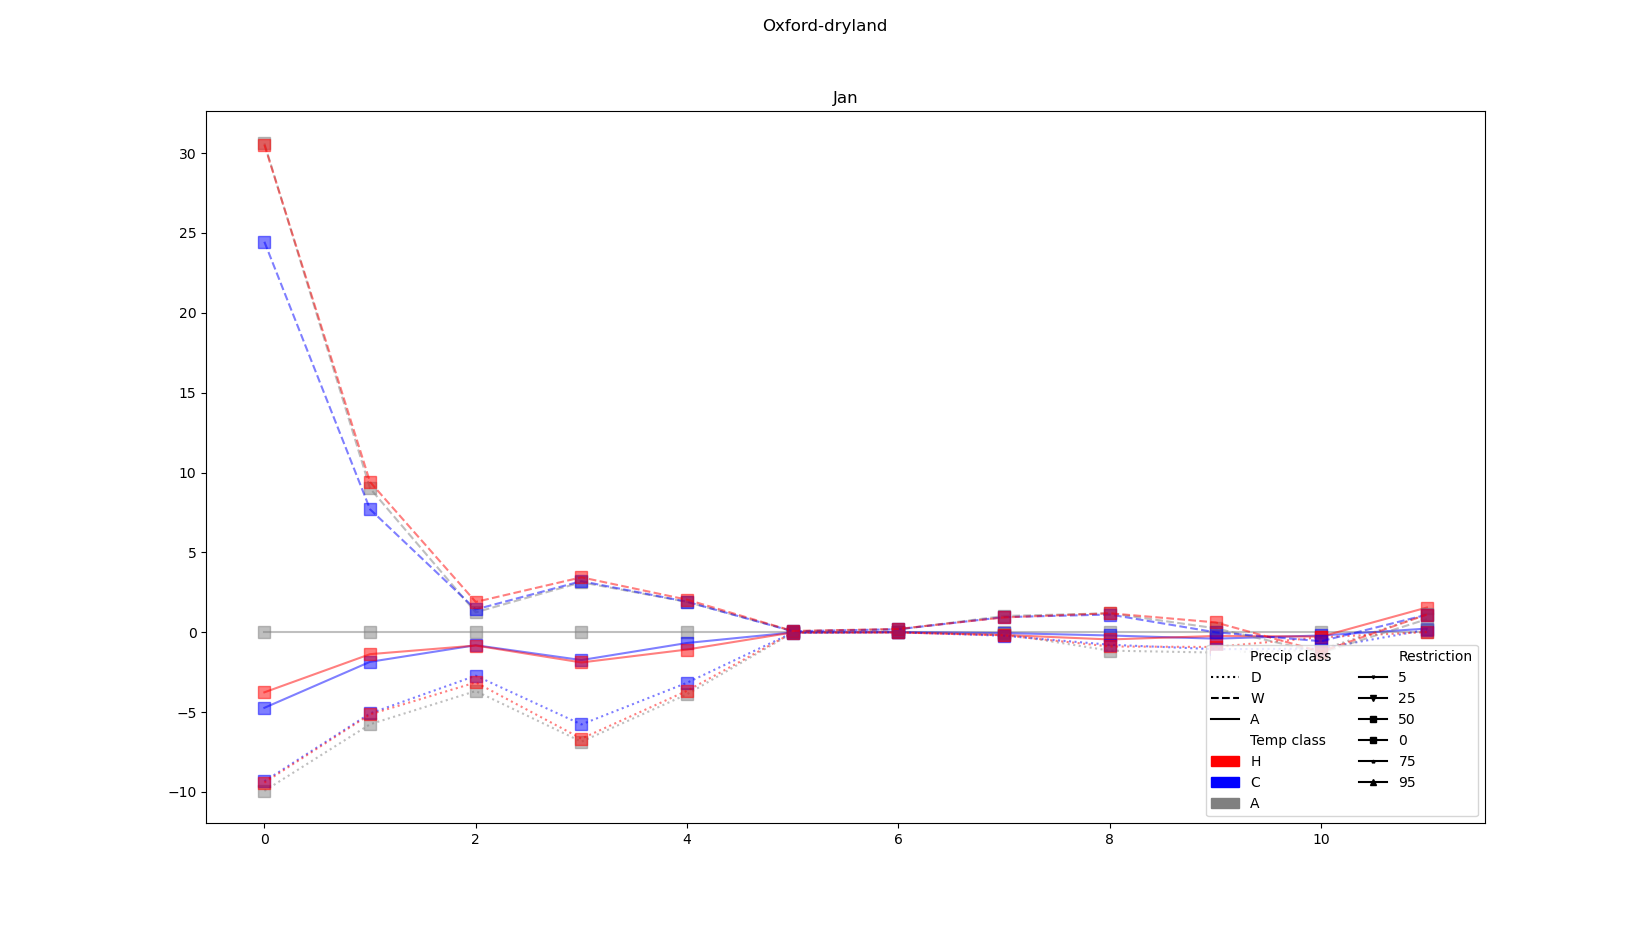 Oxford-dryland
Jan
30
25
20
15
10
5
0
−5
−10
0 2 4 6 8 10
Precip class
D
W
A
Temp class
H
C
A
Restriction
5
25
50
0
75
95